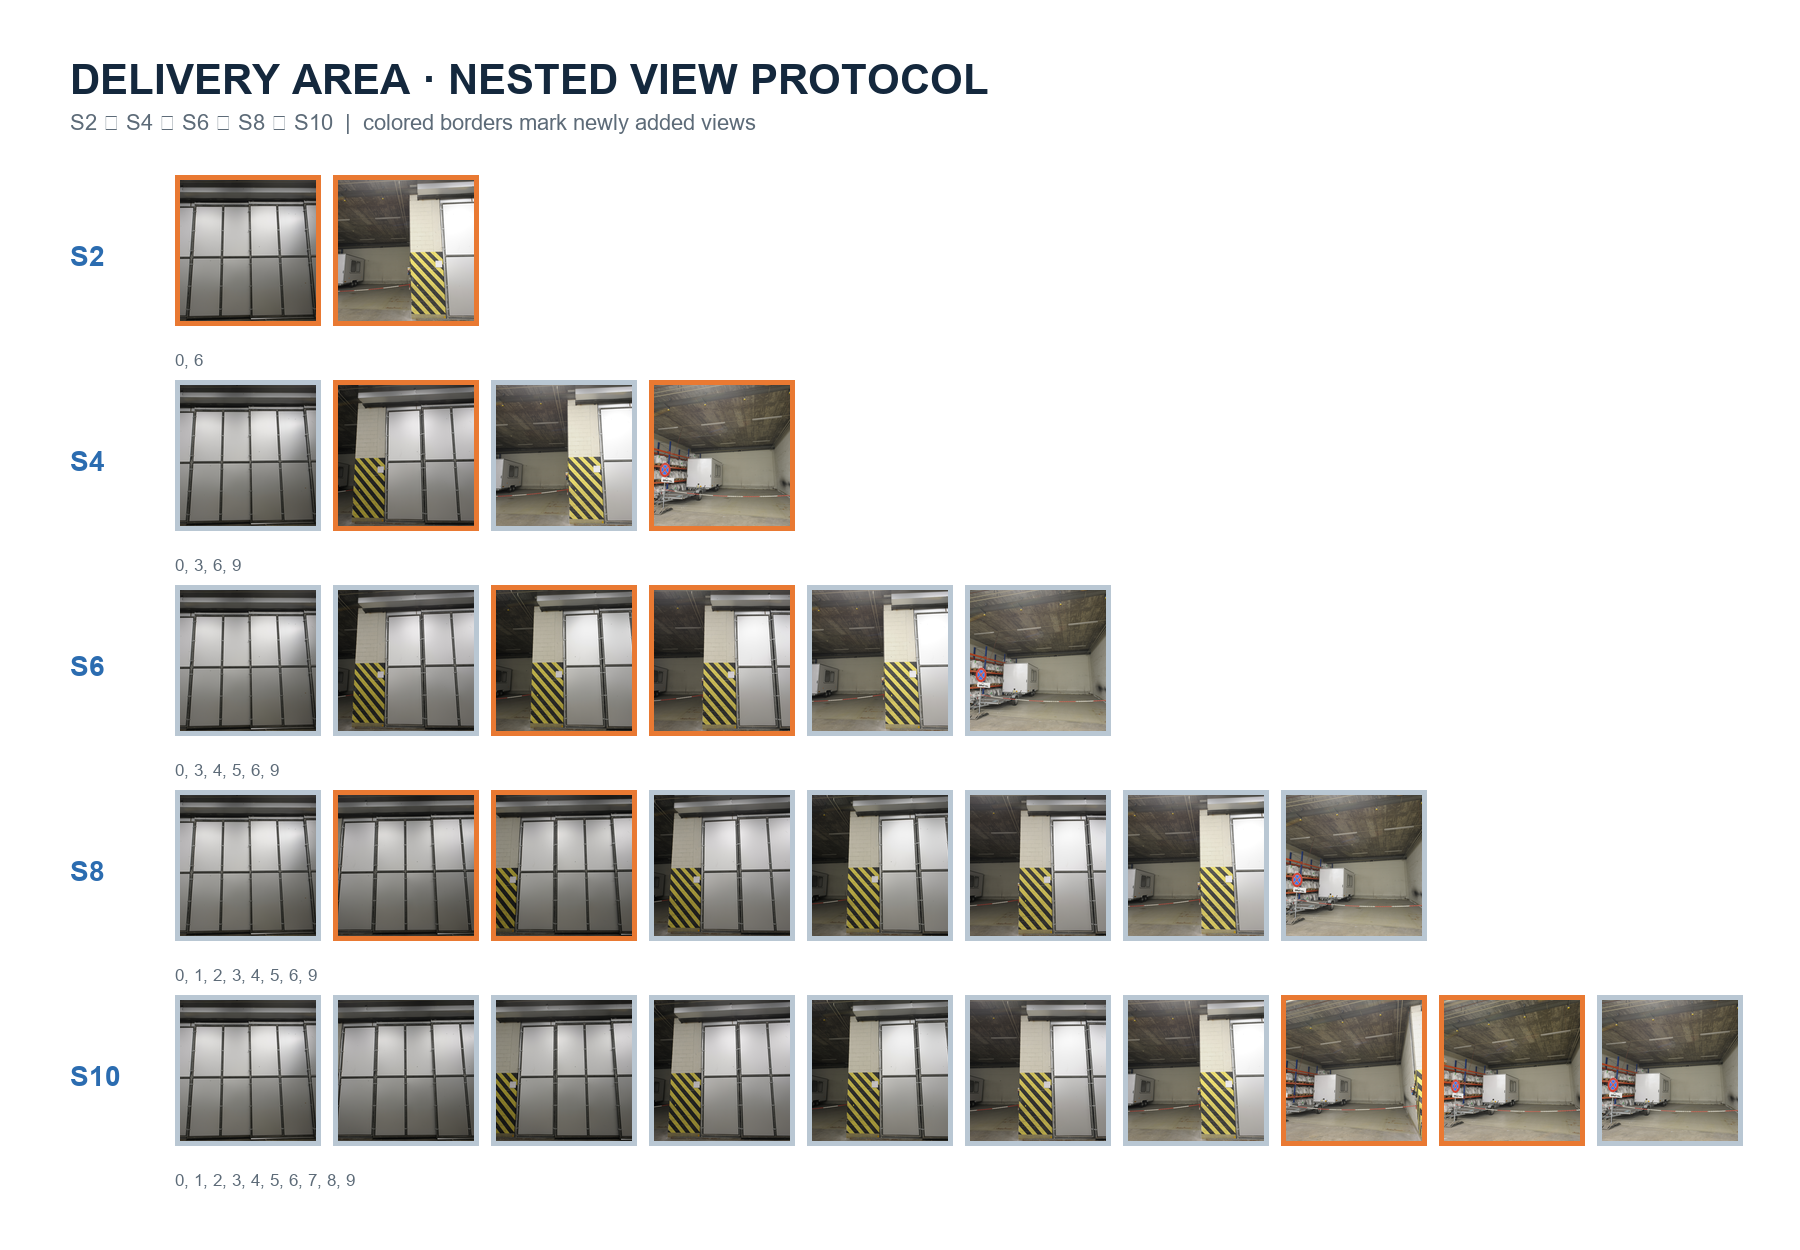 DELIVERY AREA · NESTED VIEW PROTOCOL
S2 □ S4 □ S6 □ S8 □ S10 | colored borders mark newly added views
S2
0, 6
S4
0, 3, 6, 9
S6
0, 3, 4, 5, 6, 9
S8
0, 1, 2, 3, 4, 5, 6, 9
S10
0, 1, 2, 3, 4, 5, 6, 7, 8, 9